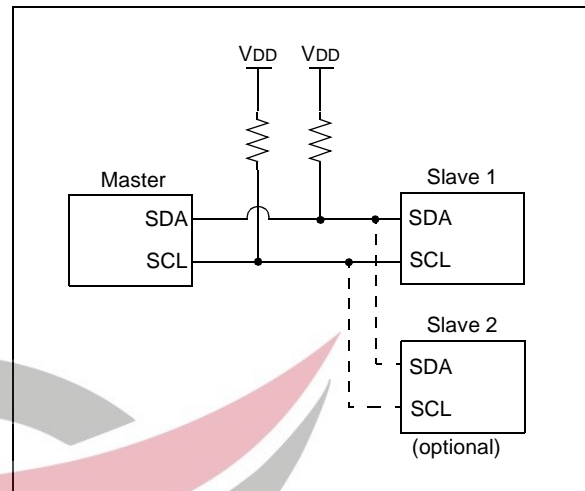 VDD VDD
Master
SDA
SCL
Slave 1
SDA
SCL
Slave 2
SDA
SCL
(optional)